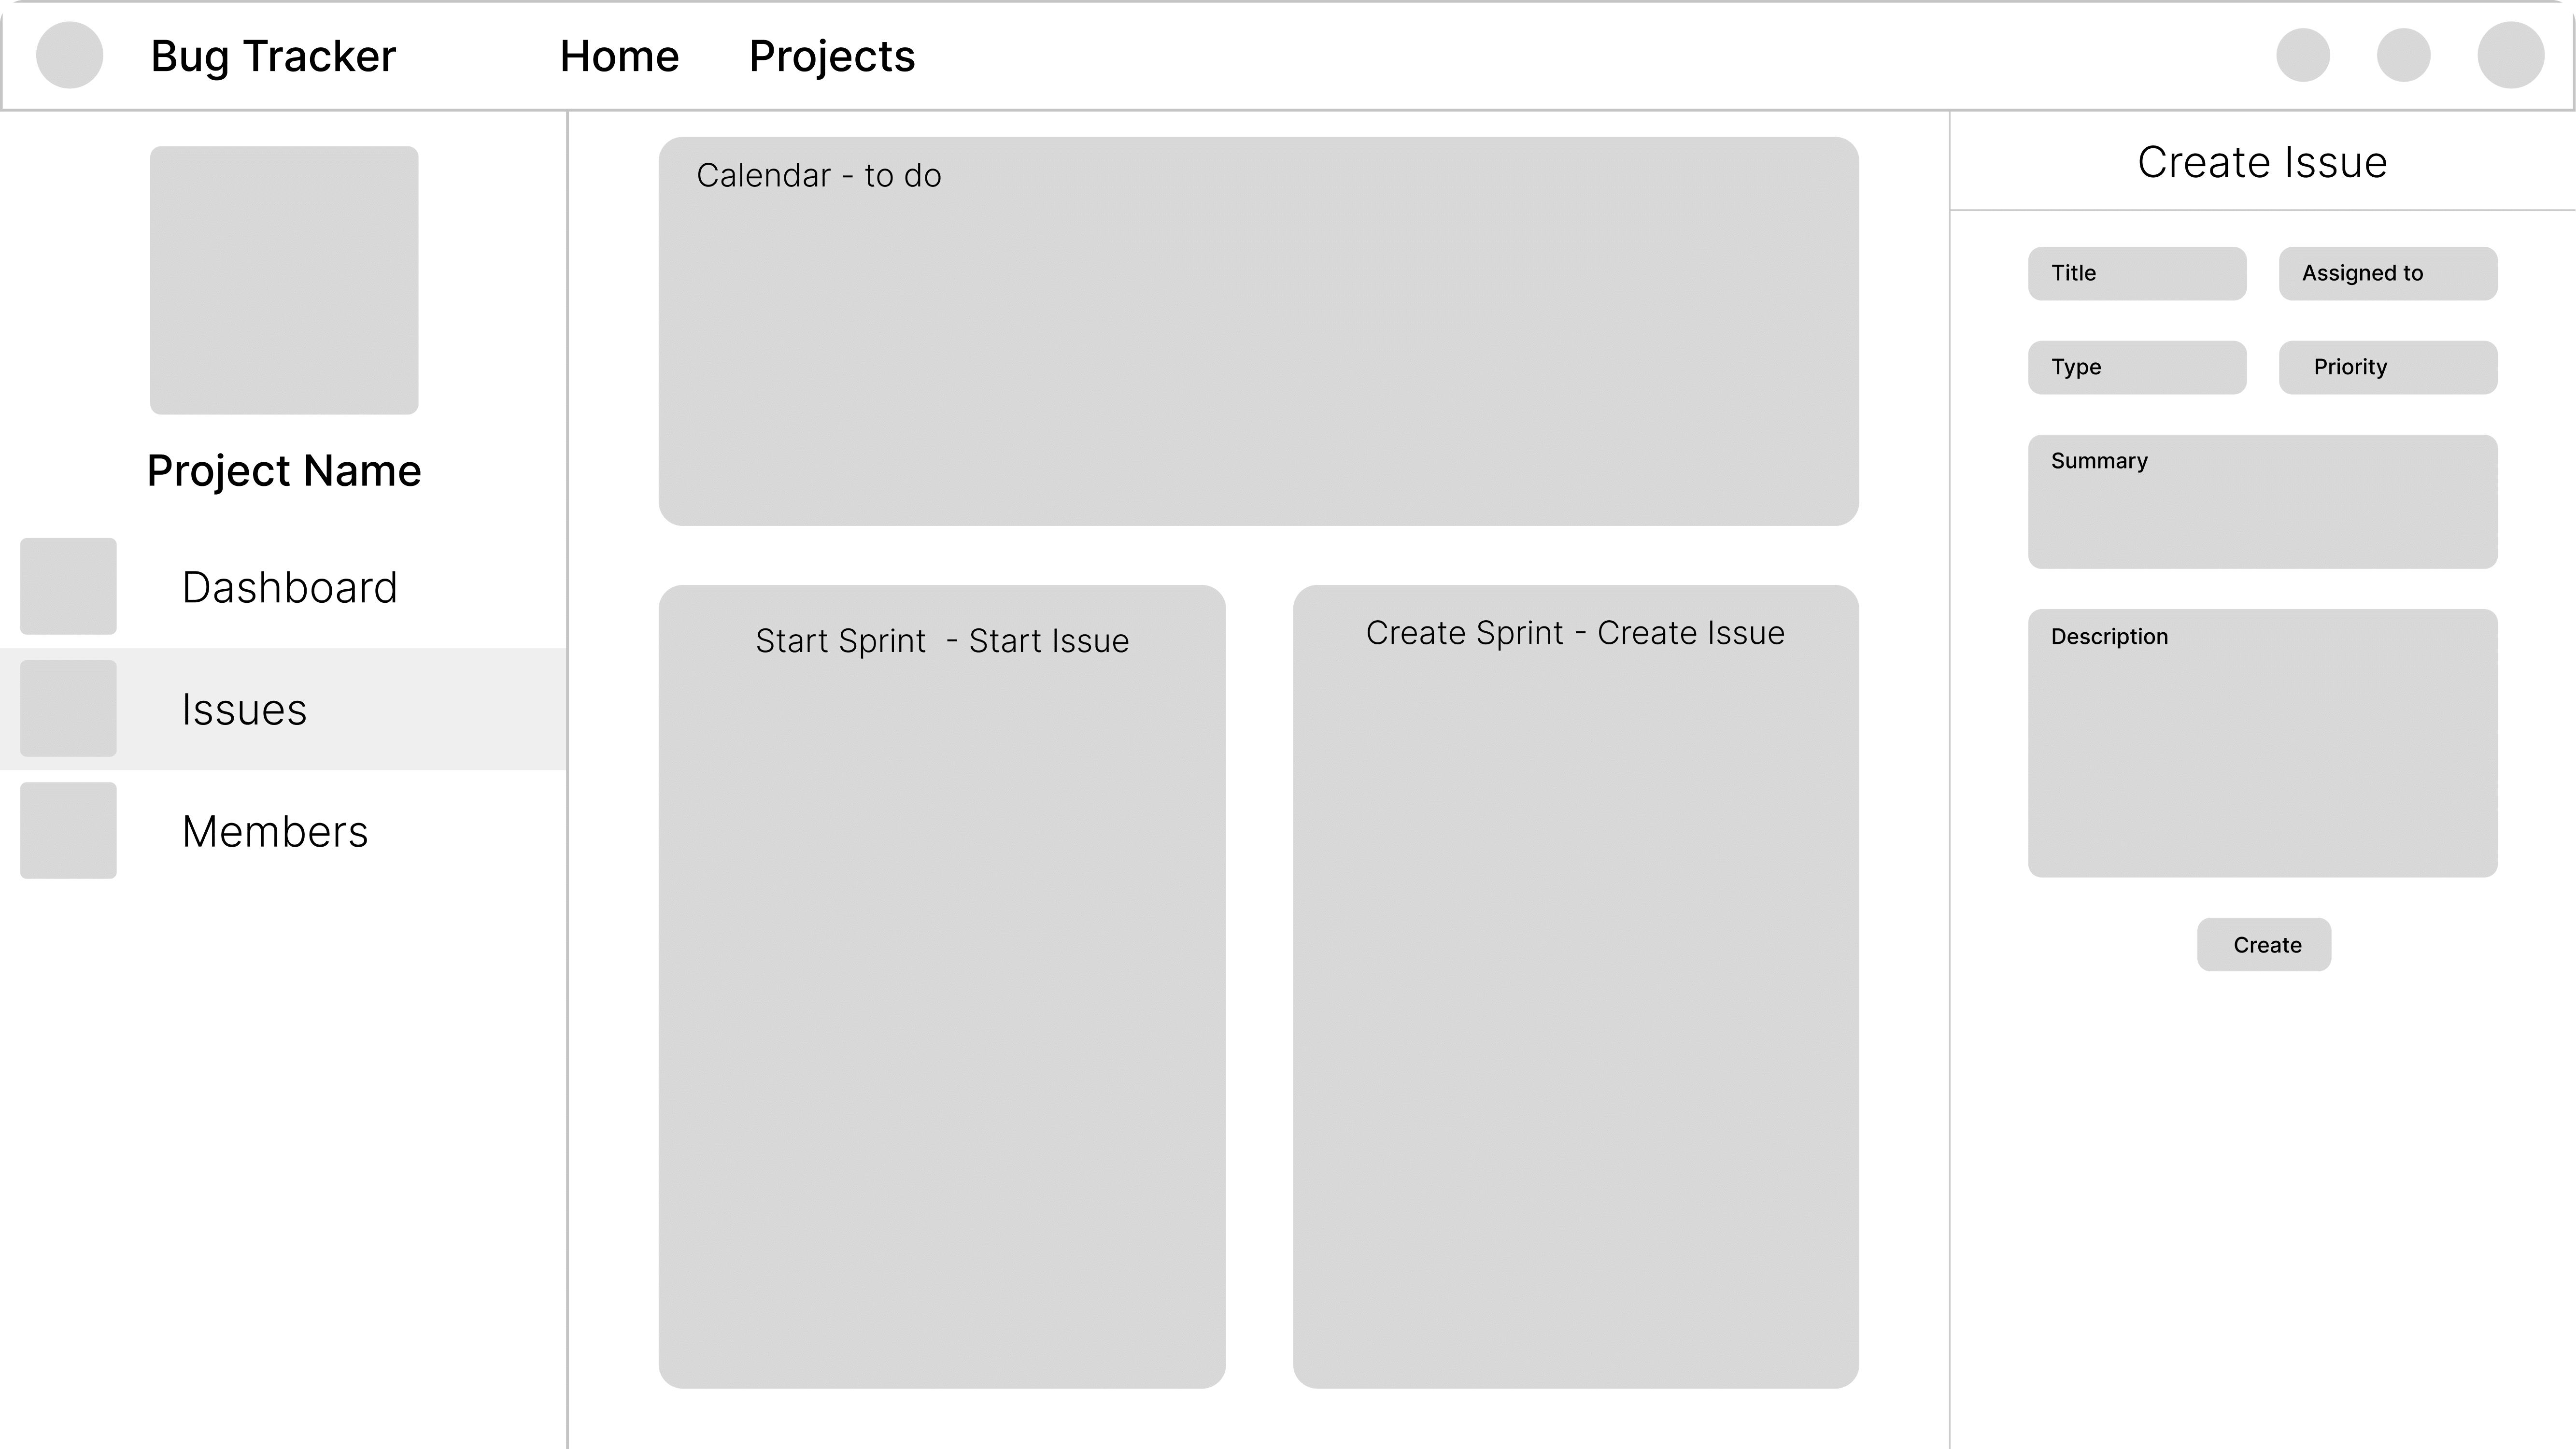 Bug Tracker
Home
Projects
Project Name
Dashboard
Issues
Members
Calendar - to do
Start Sprint  - Start Issue
Create Sprint - Create Issue
Create Issue
Title
Assigned to
Type
Priority
Summary
Description
Create